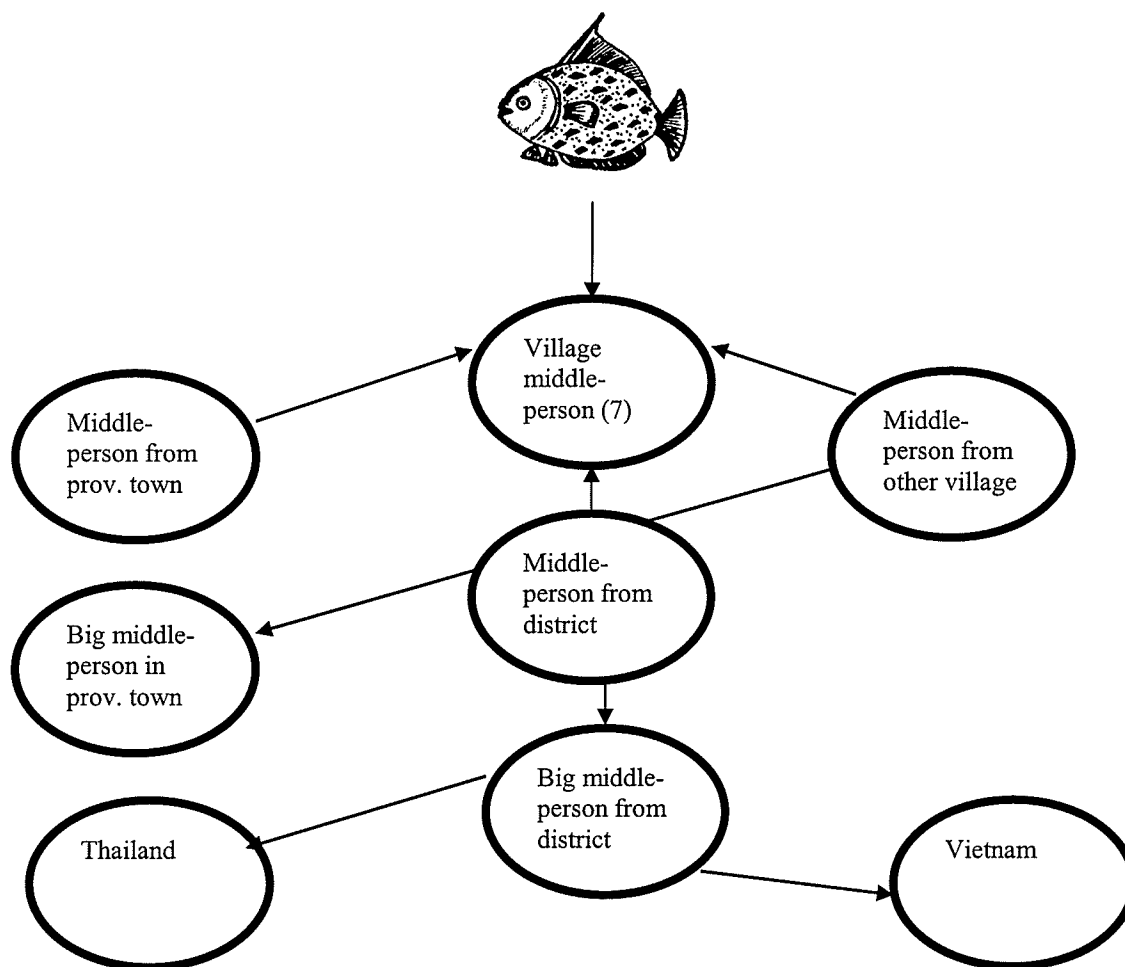 Village
middle-
person (7)
Middle-
person from
prov. town
Middle-
person from
other village
Middle-
person from
district
Big middle-
person in
prov. town
Big middle-
person from
district
Thailand
Vietnam